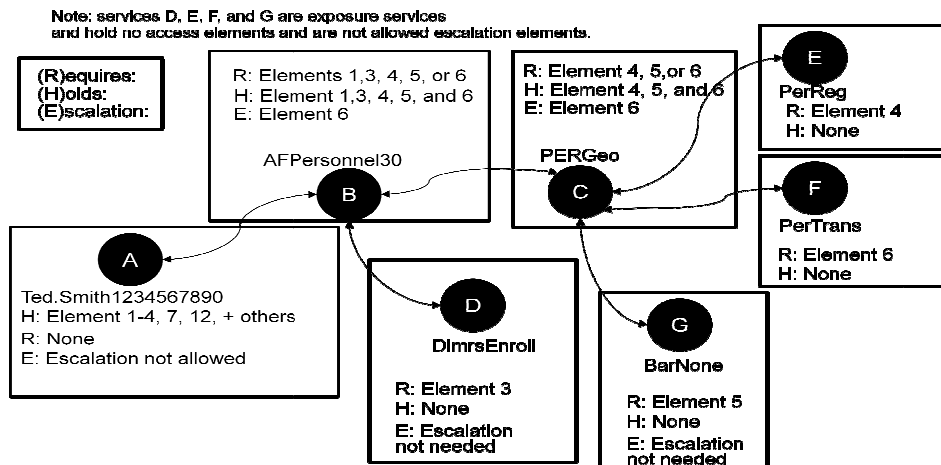 Note: services D, E, F, and G are exposure services
and hold no access elements and are not allowed escalation elements.
(R)equires:
(H)olds:
(E)scalation:
R: Elements 1,3, 4, 5, or 6
H: Element 1,3, 4, 5, and 6
E: Element 6
AFPersonnel30
B
R: Element 4, 5,or 6
H: Element 4, 5, and 6
E: Element 6
PERGeo
C
E
PerReg
R: Element 4
H: None
F
PerTrans
R: Element 6
H: None
A
Ted.Smith1234567890
H: Element 1-4, 7, 12, + others
R: None
E: Escalation not allowed
D
DImrsEnroll
R: Element 3
H: None
E: Escalation
not needed
G
BarNone
R: Element 5
H: None
E: Escalation
not needed